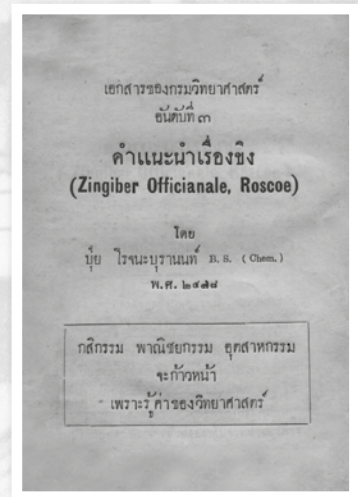 เอกสารของกรมวิทยาศาสตร์
อันดับที่ ๓
คำแนะนำเรื่องขิง
(Zingiber Officianale, Roscoe)
โดย
ปุ๋ย โรจนะบุรานนท์ B. S. (Chem.)
พ.ศ. ๒๔๗๘
กสิกรรม พาณิชยกรรม อุตสาหกรรม
จะก้าวหน้า
เพราะรู้ค่าของวิทยาศาสตร์